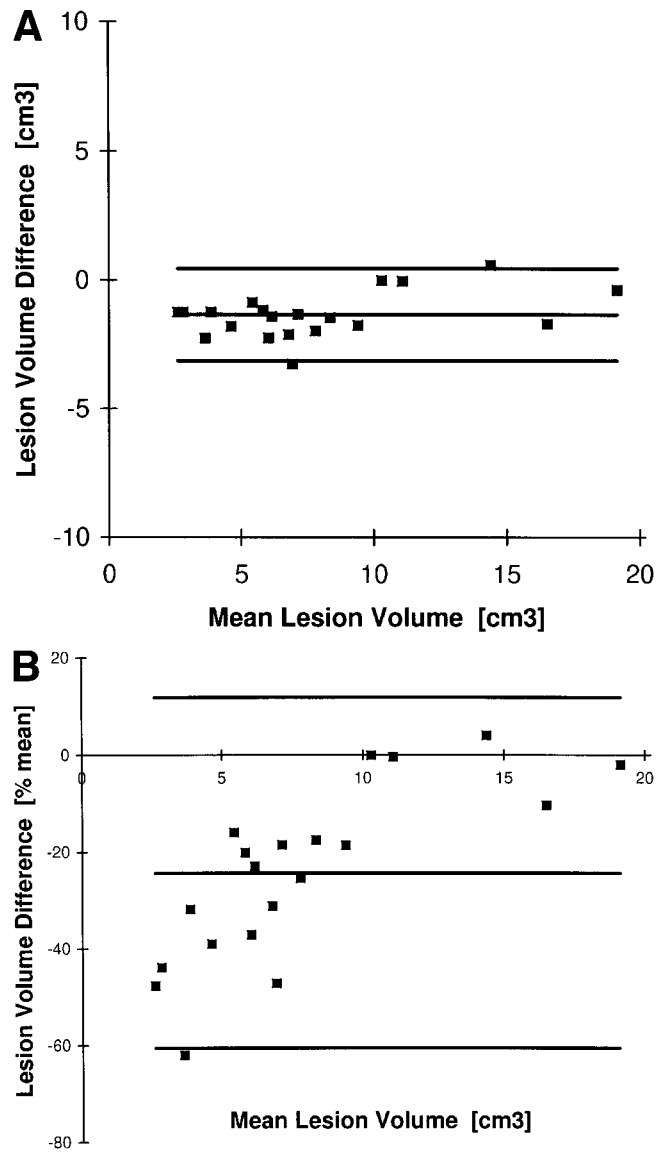 A
10
5
0
-5
-10
Lesion Volume Difference [cm3]
0 5 10 15 20
Mean Lesion Volume [cm3]
B
20
0
-20
-40
-60
-80
Lesion Volume Difference [% mean]
0 5 10 15 20
Mean Lesion Volume [cm3]